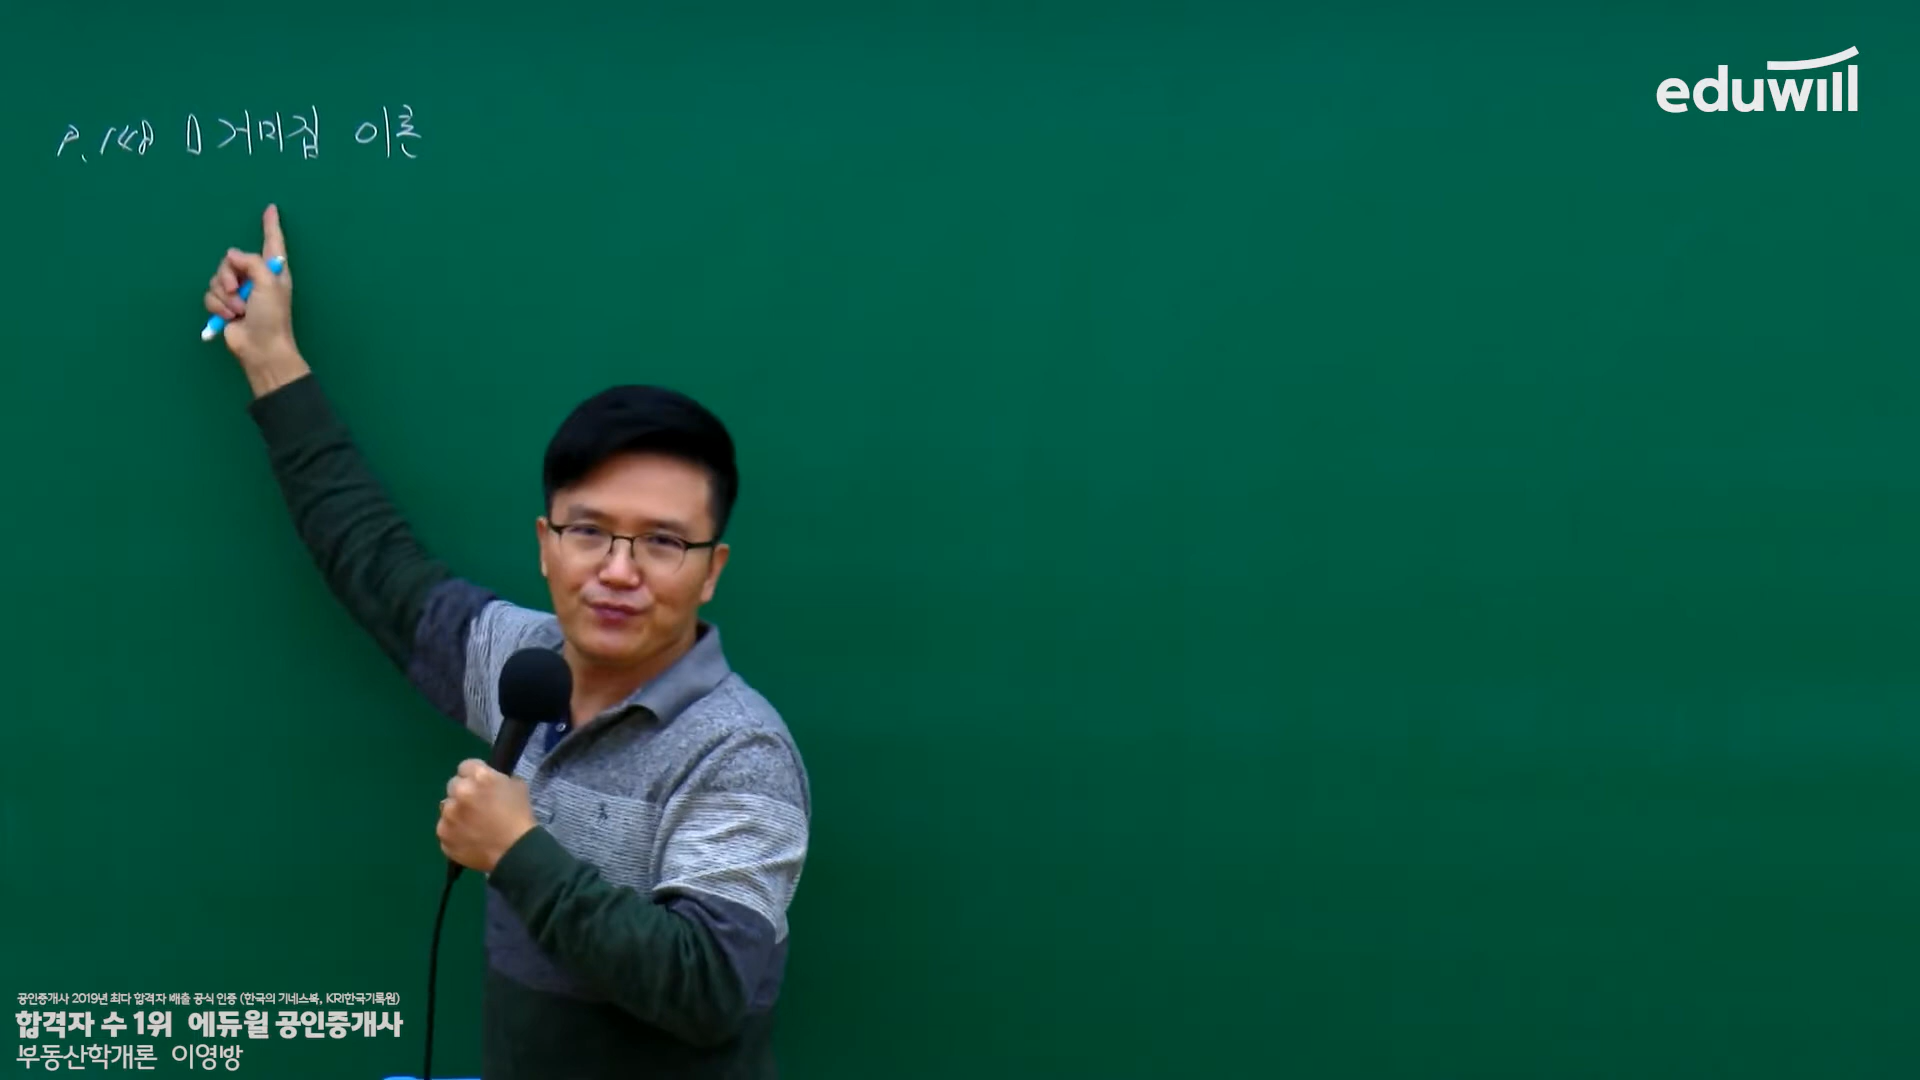 P. 148 거미집 이론
eduwill
공인중개사 2019년 최다 합격자 배출 공식 인증 (한국의 기네스북, KRI한국기록원)
합격자 수 1위 에듀윌 공인중개사
부동산학개론 이영방